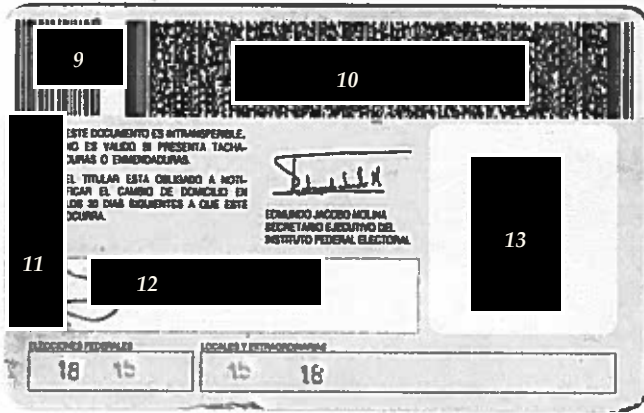 9
10
ESTE DOCUMENTO ES INTRANSFERIBLE,
NO ES VALIDO SI PRESENTA TACHA-
DURAS O ENMENDADURAS.
EL TITULAR ESTA OBLIGADO A NOTI-
FICAR EL CAMBIO DE DOMICILIO EN
LOS 30 DIAS SIGUIENTES A QUE ESTE
OCURRA.
EDMUNDO JACOBO MOLINA
SECRETARIO EJECUTIVO DEL
INSTITUTO FEDERAL ELECTORAL
11
12
13
ELECCIONES FEDERALES
LOCALES Y EXTRAORDINARIAS
18 15
15 18